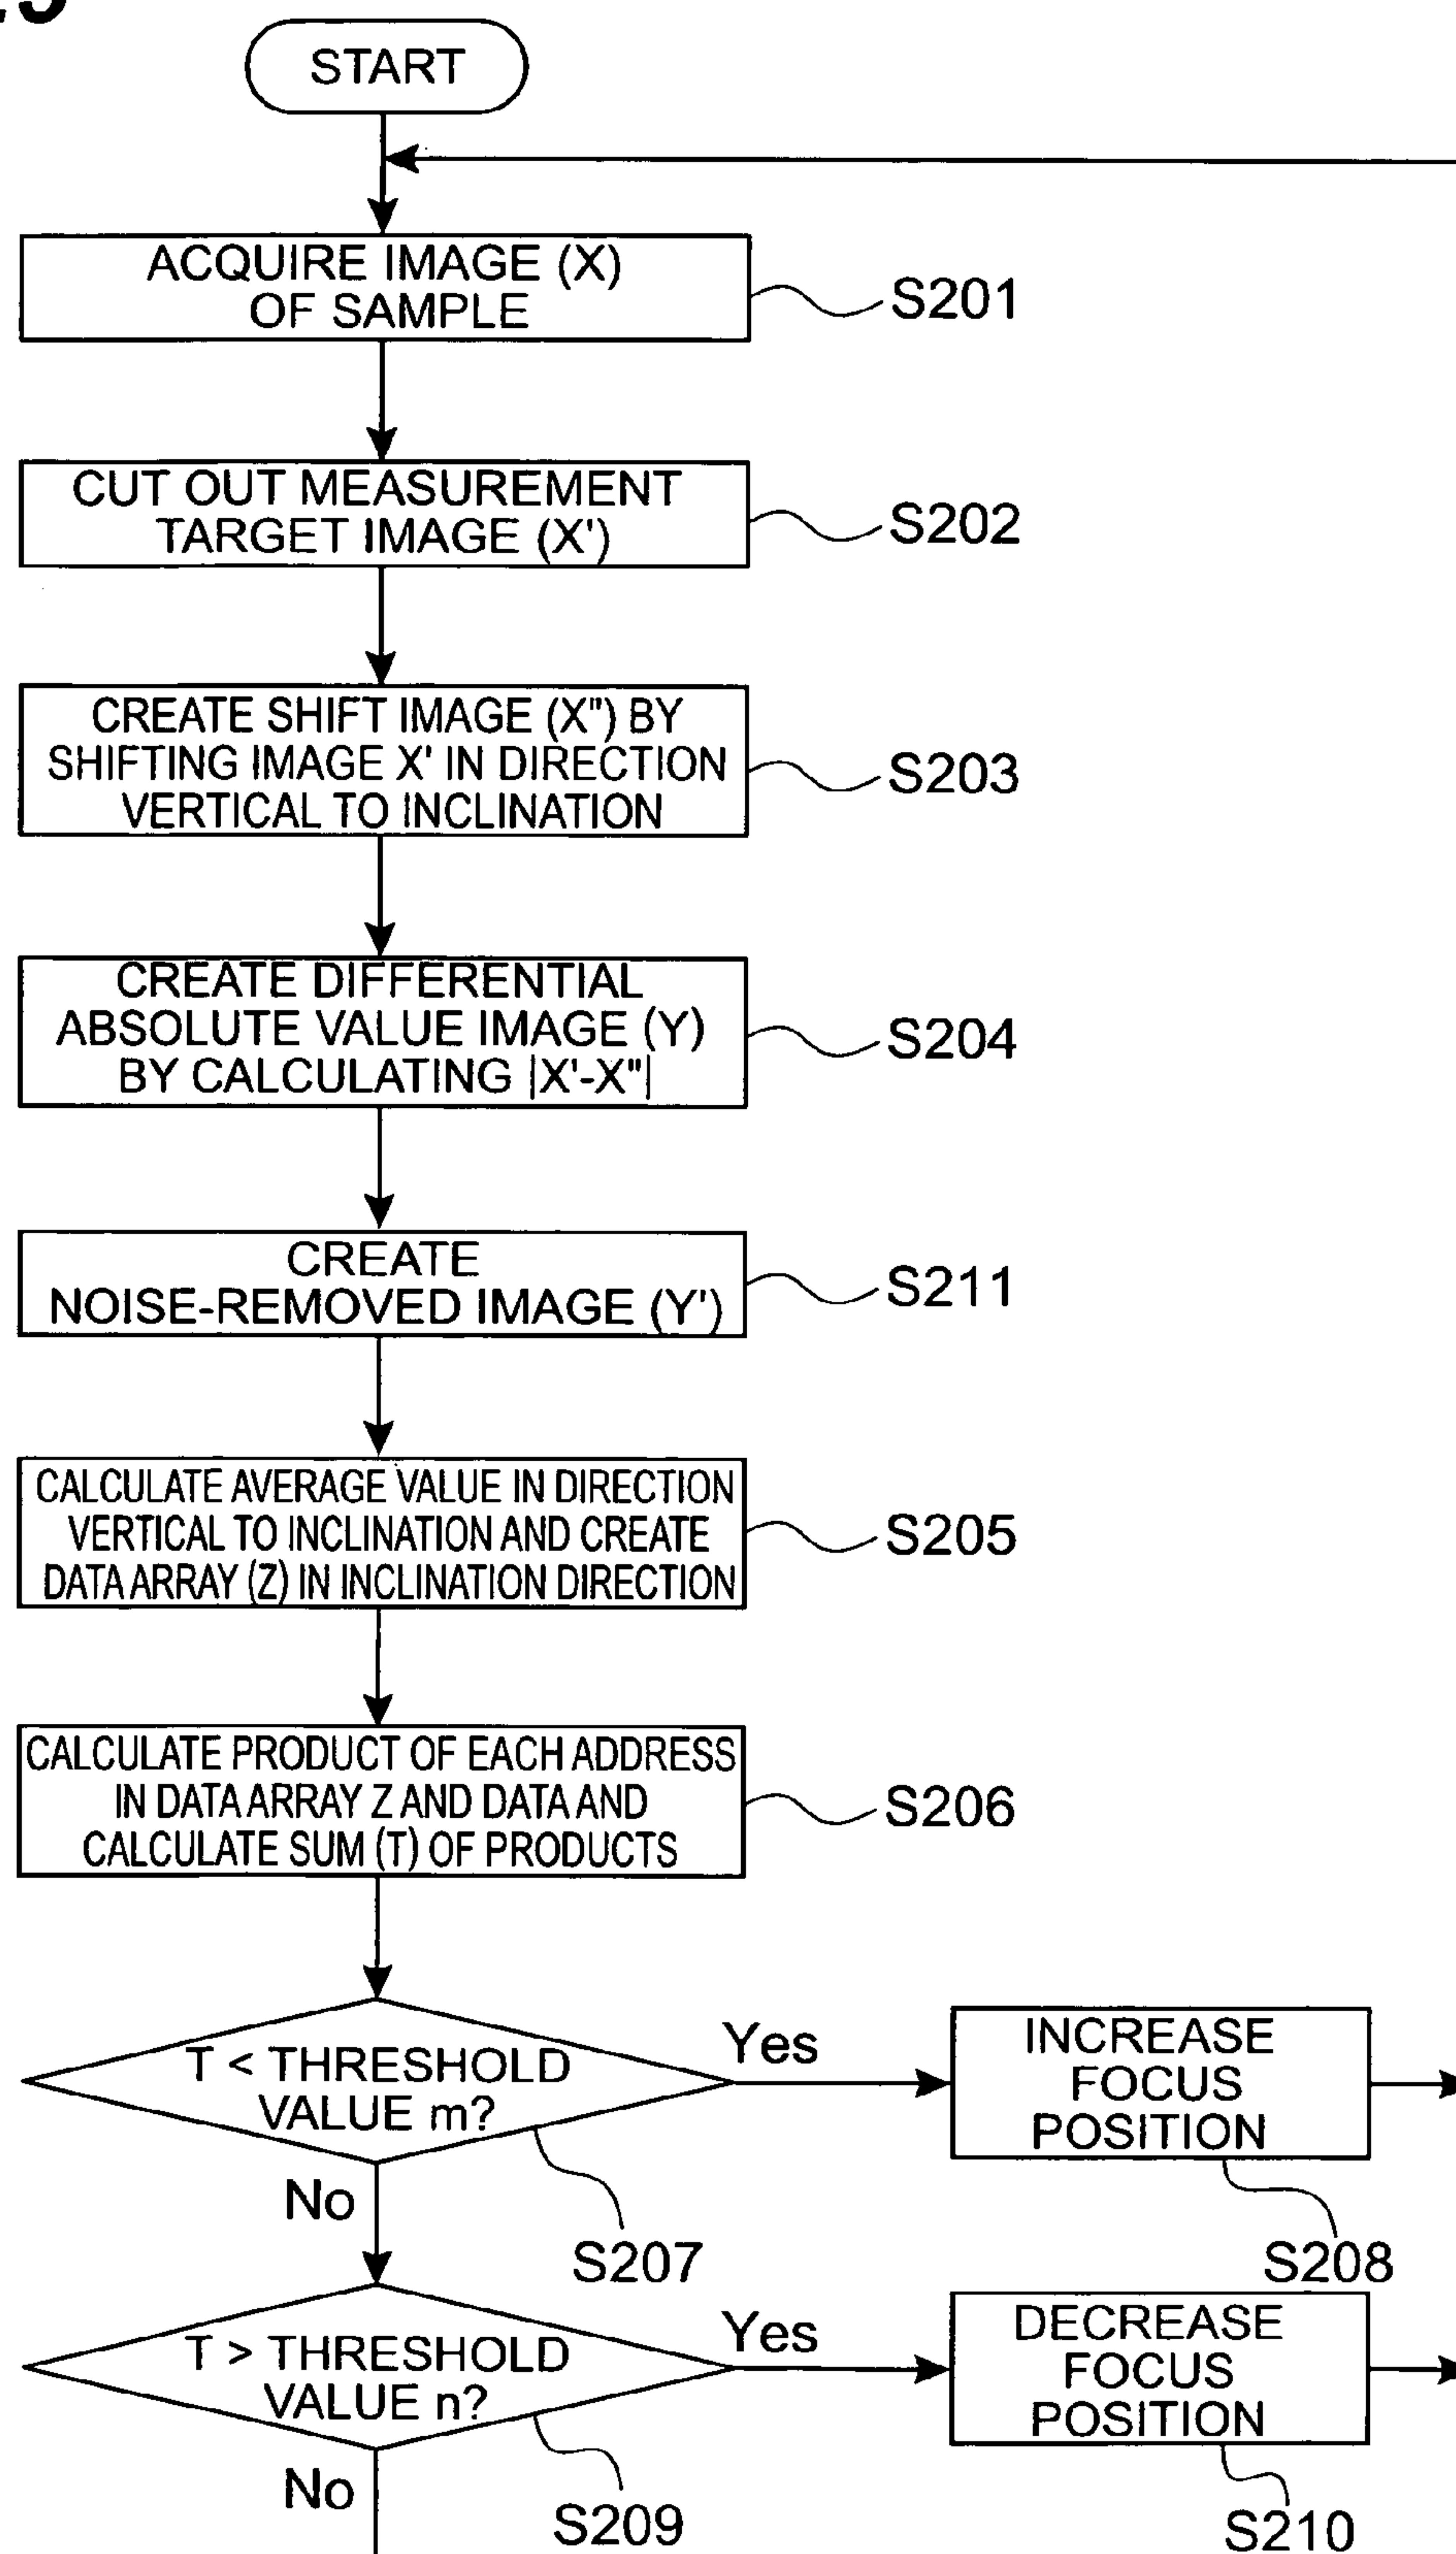 START
ACQUIRE IMAGE (X)
OF SAMPLE
S201
CUT OUT MEASUREMENT
TARGET IMAGE (X')
S202
CREATE SHIFT IMAGE (X") BY
SHIFTING IMAGE X' IN DIRECTION
VERTICAL TO INCLINATION
S203
CREATE DIFFERENTIAL
ABSOLUTE VALUE IMAGE (Y)
BY CALCULATING |X'-X"|
S204
CREATE
NOISE-REMOVED IMAGE (Y')
S211
CALCULATE AVERAGE VALUE IN DIRECTION
VERTICAL TO INCLINATION AND CREATE
DATA ARRAY (Z) IN INCLINATION DIRECTION
S205
CALCULATE PRODUCT OF EACH ADDRESS
IN DATA ARRAY Z AND DATA AND
CALCULATE SUM (T) OF PRODUCTS
S206
T < THRESHOLD
VALUE m?
Yes
No
S207
INCREASE
FOCUS
POSITION
S208
T > THRESHOLD
VALUE n?
Yes
No
S209
DECREASE
FOCUS
POSITION
S210